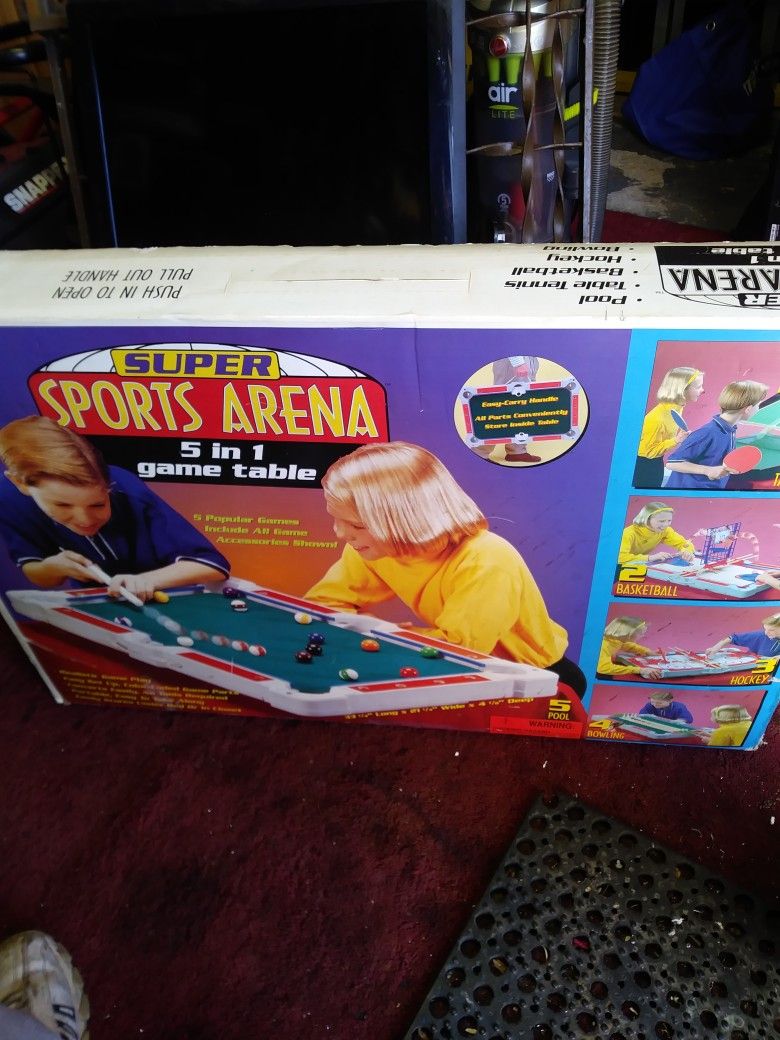 SNAPP
air
LITE
PUSH IN TO OPEN
PULL OUT HANDLE
• Pool
• Table Tennis
• Basketball
• Hockey
• Bowling
ARENA
SUPER
SPORTS ARENA
5 in 1
game table
5 Popular Games
Include All Game
Accessories Shown!
Easy-Carry Handle
All Parts Conveniently
Store Inside Table
2
BASKETBALL
3
HOCKEY
4
BOWLING
5
POOL
WARNING